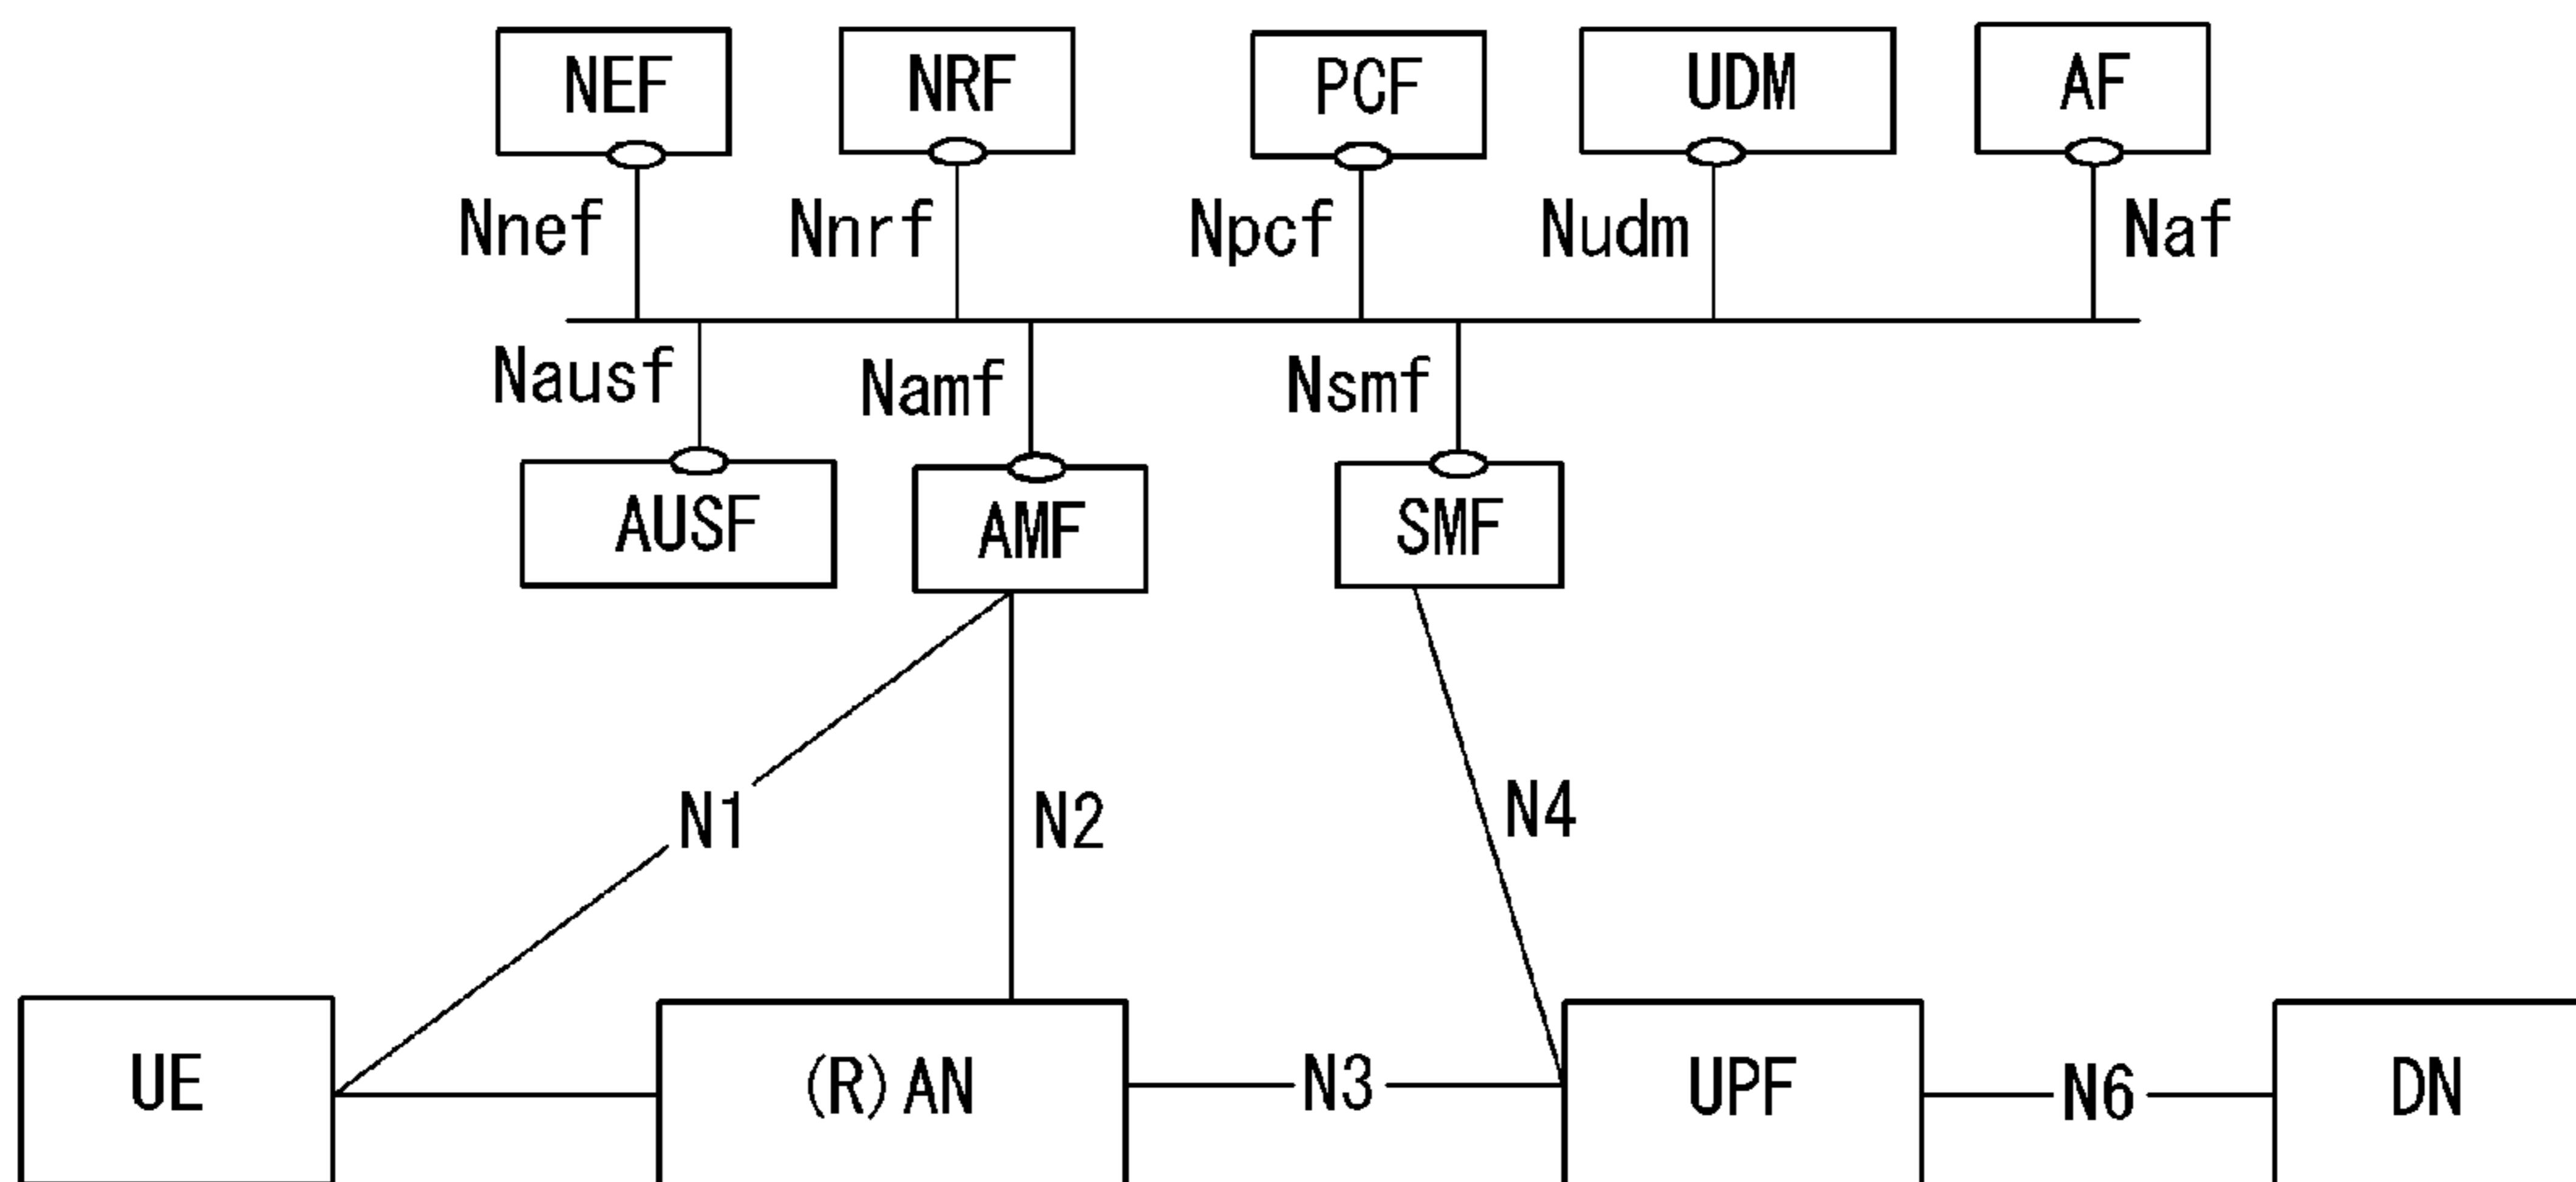 NEF
NRF
PCF
UDM
AF
Nnef
Nnrf
Npcf
Nudm
Naf
Nausf
Namf
Nsmf
AUSF
AMF
SMF
N1
N2
N4
UE
(R)AN
N3
UPF
N6
DN